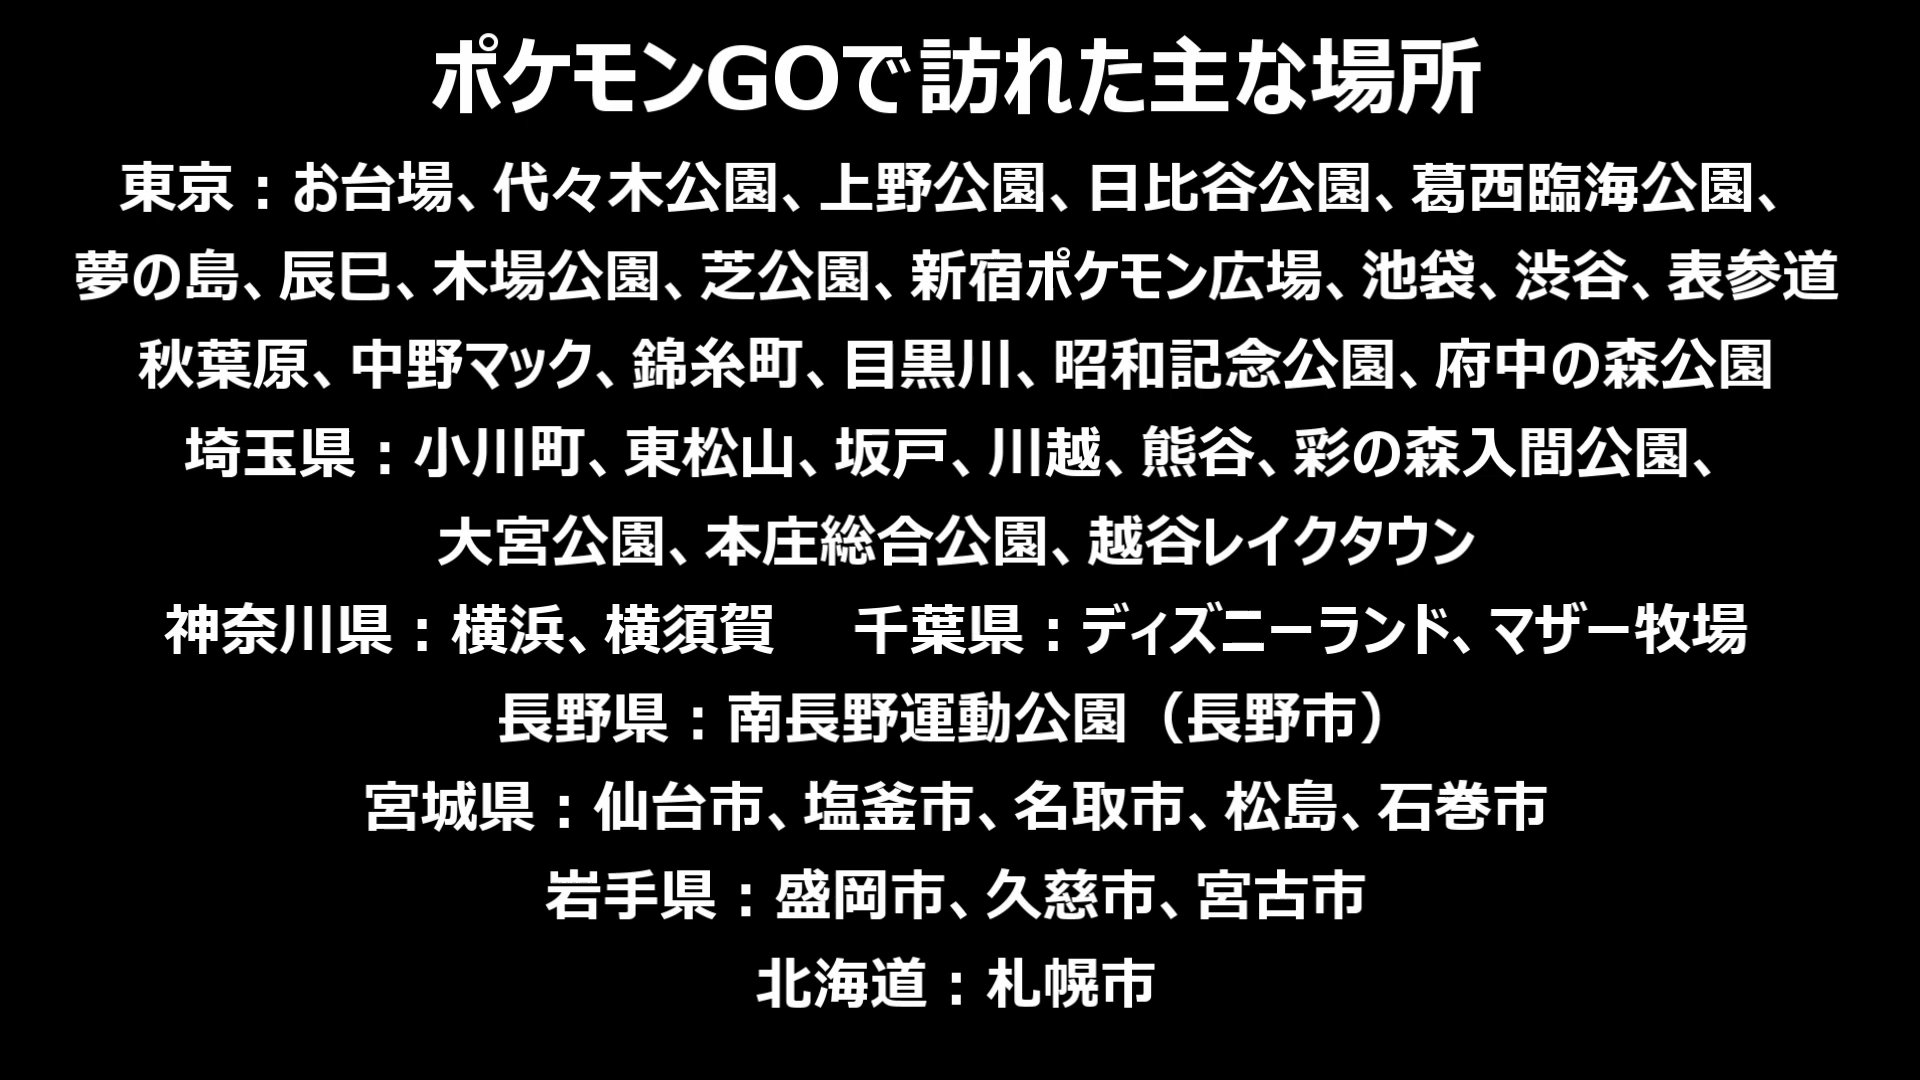 ポケモンGOで訪れた主な場所
東京：お台場、代々木公園、上野公園、日比谷公園、葛西臨海公園、
夢の島、辰巳、木場公園、芝公園、新宿ポケモン広場、池袋、渋谷、表参道
秋葉原、中野マック、錦糸町、目黒川、昭和記念公園、府中の森公園
埼玉県：小川町、東松山、坂戸、川越、熊谷、彩の森入間公園、
大宮公園、本庄総合公園、越谷レイクタウン
神奈川県：横浜、横須賀　千葉県：ディズニーランド、マザー牧場
長野県：南長野運動公園（長野市）
宮城県：仙台市、塩釜市、名取市、松島、石巻市
岩手県：盛岡市、久慈市、宮古市
北海道：札幌市